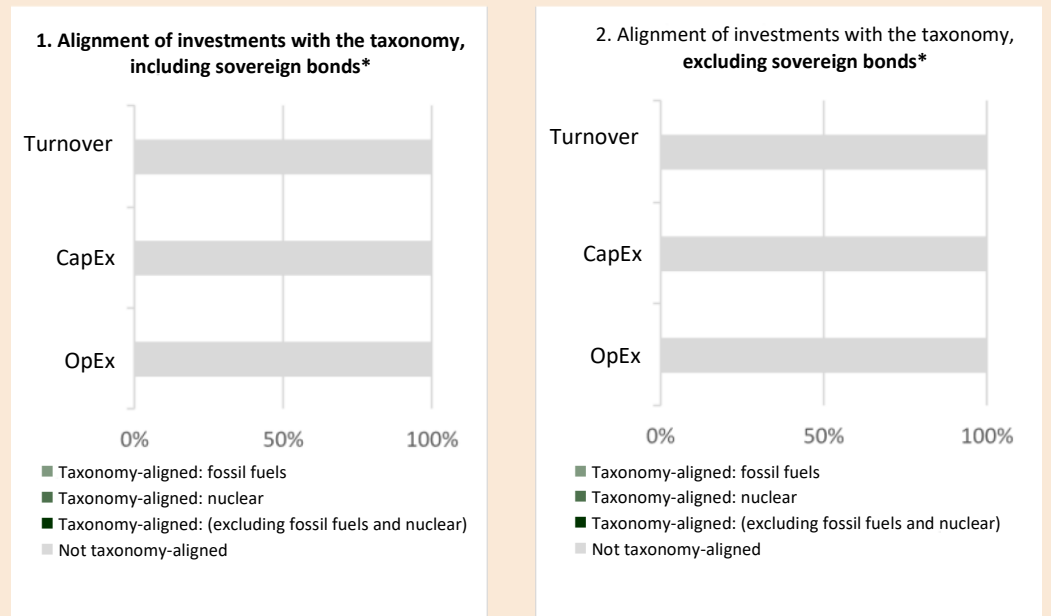 1. Alignment of investments with the taxonomy,
including sovereign bonds*
Turnover
CapEx
OpEx
0% 50% 100%
Taxonomy-aligned: fossil fuels
Taxonomy-aligned: nuclear
Taxonomy-aligned: (excluding fossil fuels and nuclear)
Not taxonomy-aligned
2. Alignment of investments with the taxonomy,
excluding sovereign bonds*
Turnover
CapEx
OpEx
0% 50% 100%
Taxonomy-aligned: fossil fuels
Taxonomy-aligned: nuclear
Taxonomy-aligned: (excluding fossil fuels and nuclear)
Not taxonomy-aligned